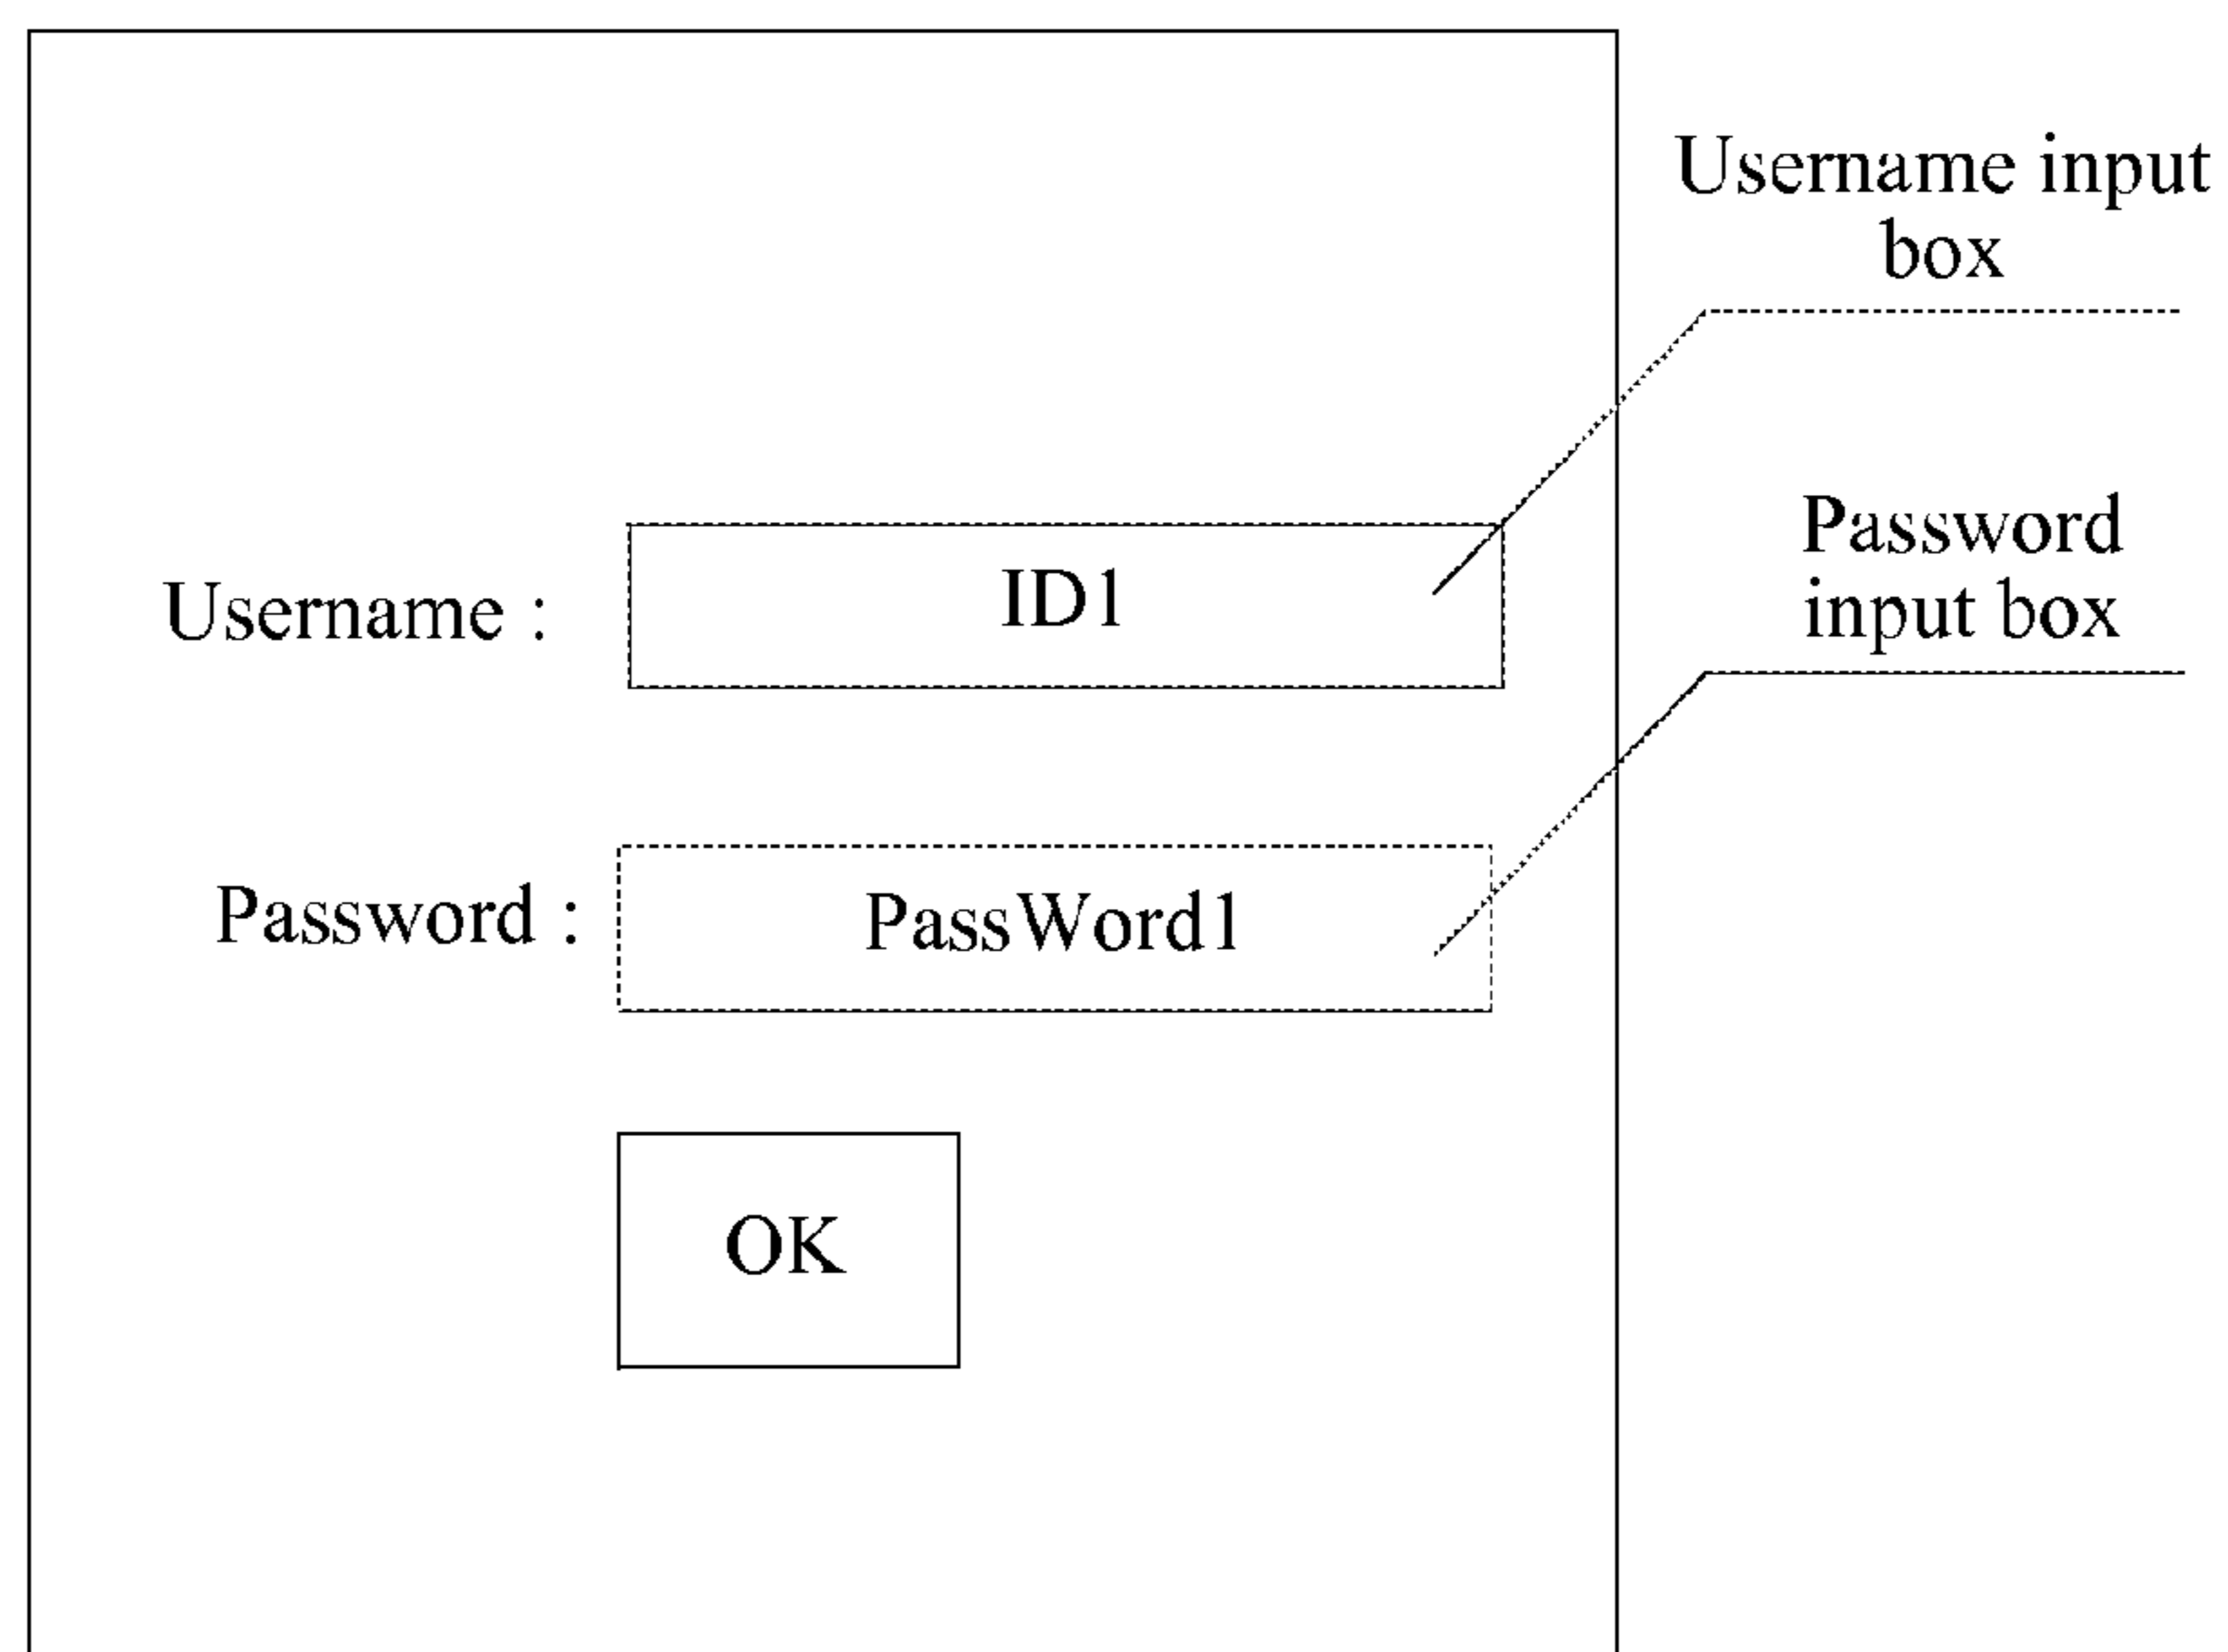 Username input
box
Password
input box
Username : ID1
Password : PassWord1
OK